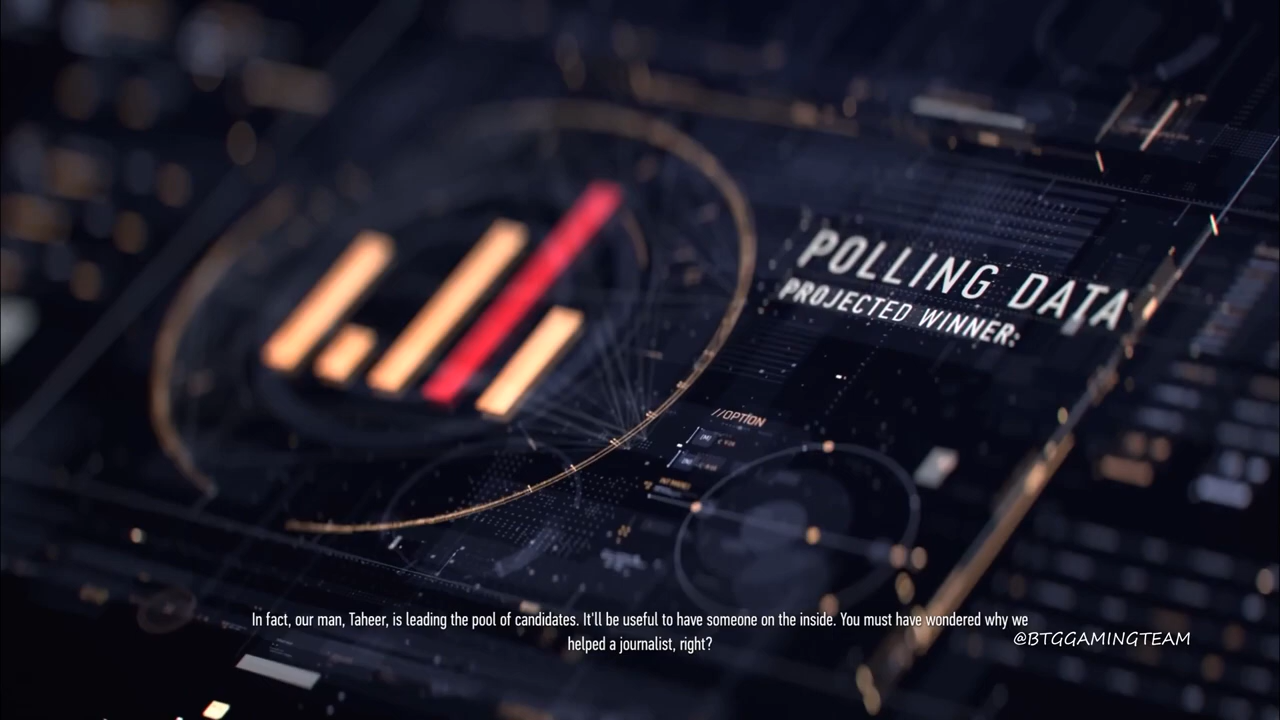 POLLING DATA
PROJECTED WINNER:
//OPTION
In fact, our man, Taheer, is leading the pool of candidates. It'll be useful to have someone on the inside. You must have wondered why we
helped a journalist, right?
@BTGGAMINGTEAM